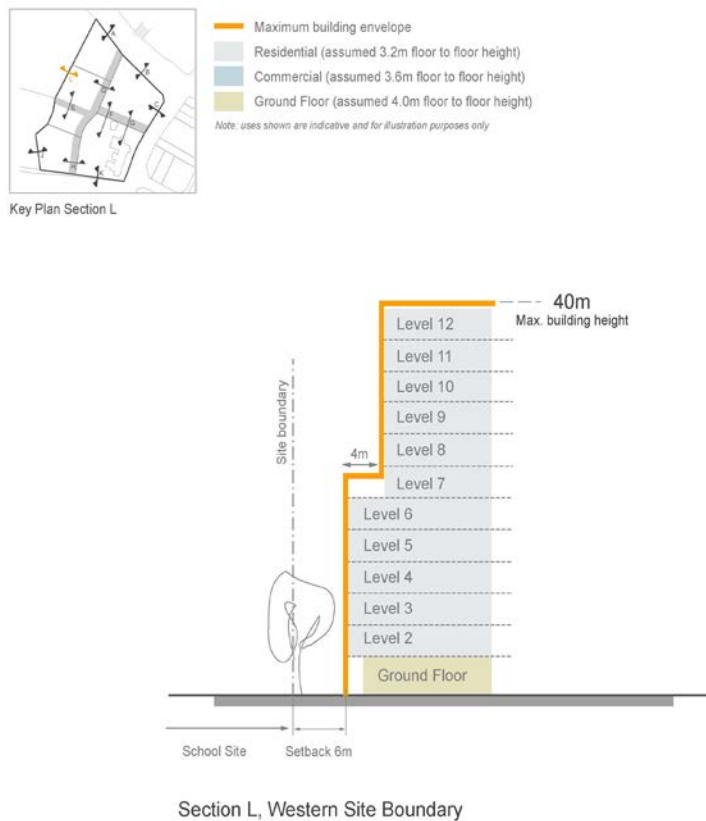 Maximum building envelope
Residential (assumed 3.2m floor to floor height)
Commercial (assumed 3.6m floor to floor height)
Ground Floor (assumed 4.0m floor to floor height)
Note: uses shown are indicative and for illustration purposes only
A
B
C
K
Key Plan Section L
40m
Max. building height
Level 12
Level 11
Level 10
Level 9
Level 8
Level 7
Level 6
Level 5
Level 4
Level 3
Level 2
Ground Floor
4m
Site boundary
School Site
Setback 6m
Section L, Western Site Boundary